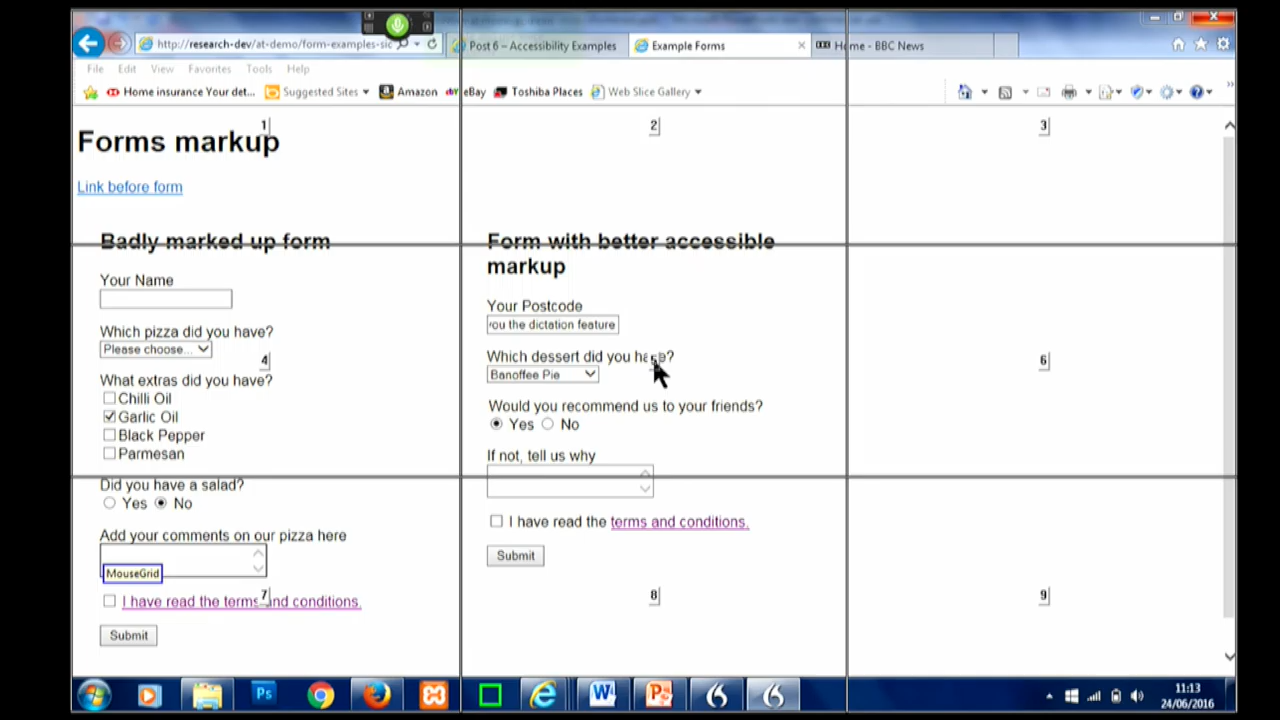 http://research-dev/at-demo/form-examples-sic
Post 6 – Accessibility Examples
Example Forms
Home - BBC News
File Edit View Favorites Tools Help
Home insurance Your det...
Suggested Sites
Amazon
eBay
Toshiba Places
Web Slice Gallery
1
2
3
Forms markup
Link before form
Badly marked up form
Your Name
Which pizza did you have?
Please choose...
4
What extras did you have?
Chilli Oil
Garlic Oil
Black Pepper
Parmesan
Did you have a salad?
Yes No
Add your comments on our pizza here
MouseGrid
7
I have read the terms and conditions.
Submit
Form with better accessible
markup
Your Postcode
you the dictation feature
Which dessert did you have?
Banoffee Pie
6
Would you recommend us to your friends?
Yes No
If not, tell us why
I have read the terms and conditions.
Submit
8
9
Ps
W
P
11:13
24/06/2016